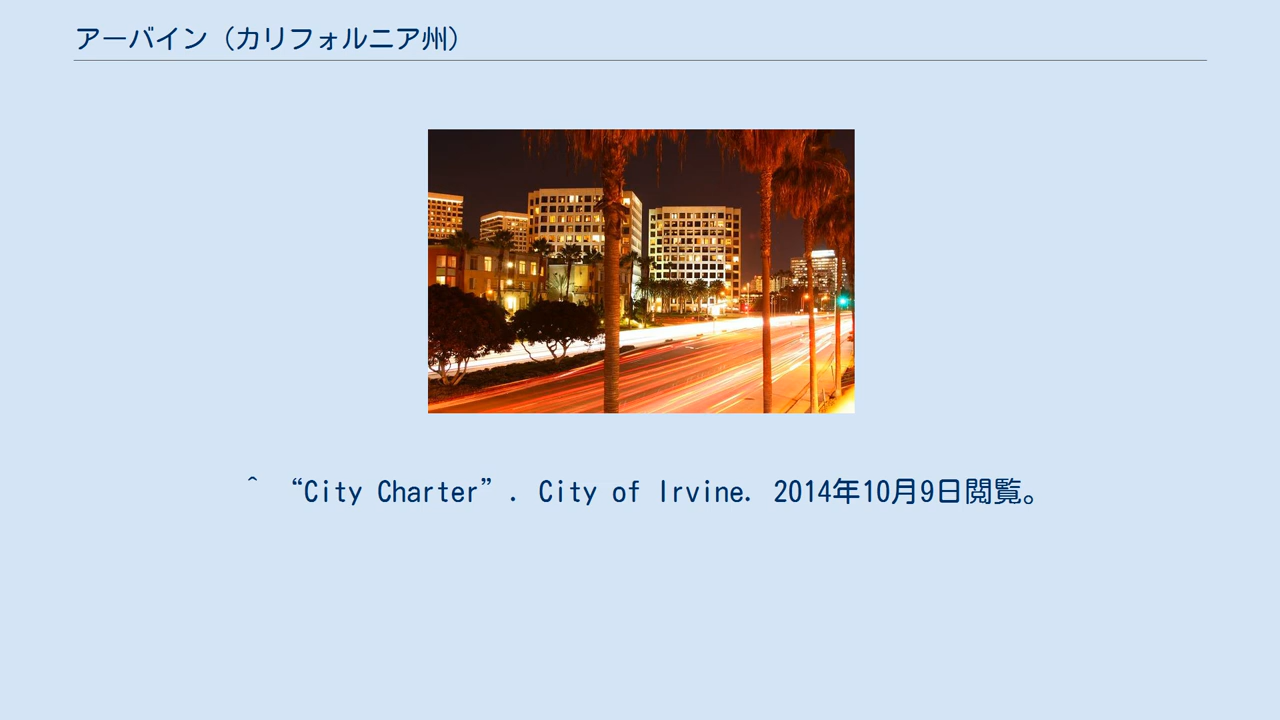 アーバイン（カリフォルニア州）
^ “City Charter”. City of Irvine. 2014年10月9日閲覧。